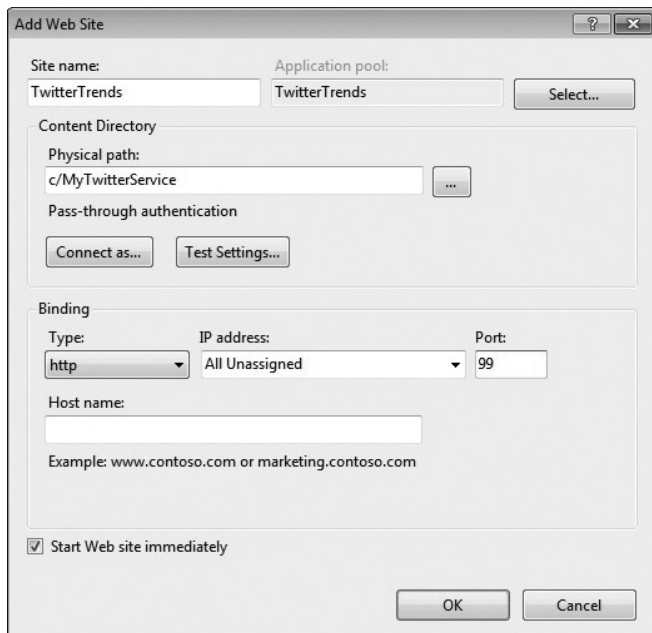 Add Web Site
Site name: Application pool:
TwitterTrends TwitterTrends Select...
Content Directory
Physical path:
c/MyTwitterService ...
Pass-through authentication
Connect as... Test Settings...
Binding
Type: IP address: Port:
http All Unassigned 99
Host name:
Example: www.contoso.com or marketing.contoso.com
Start Web site immediately
OK Cancel